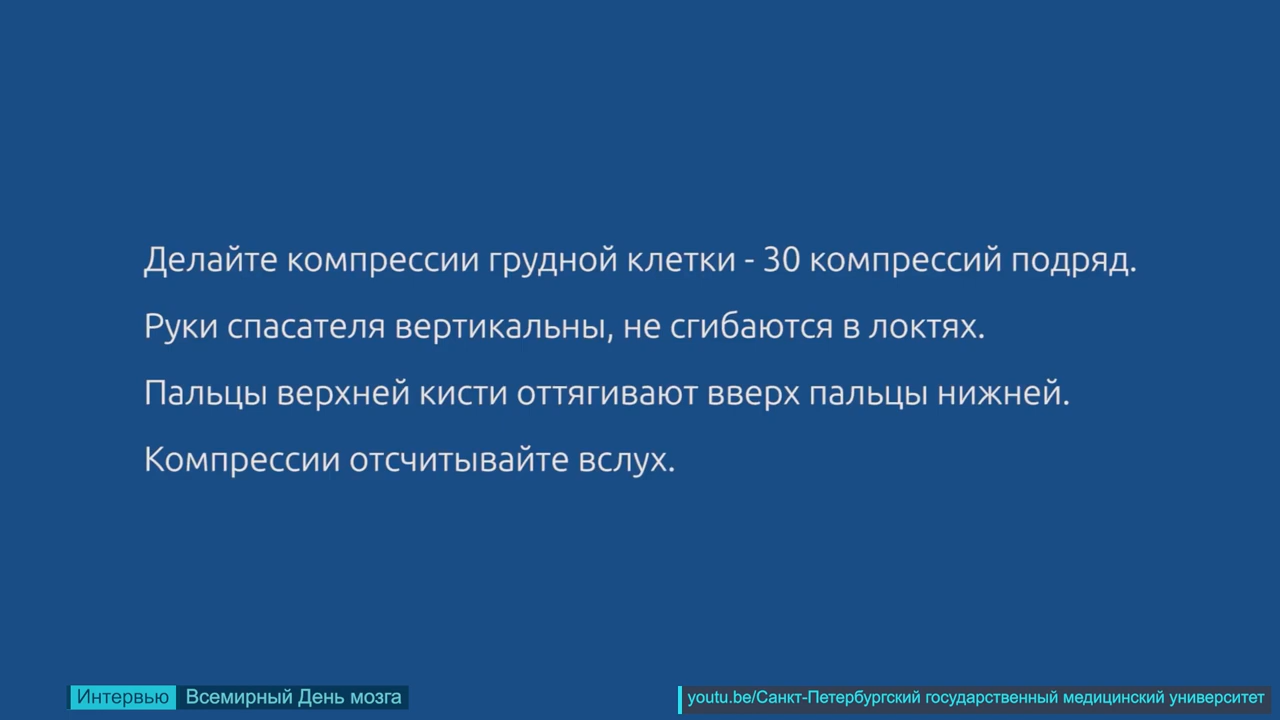 Делайте компрессии грудной клетки - 30 компрессий подряд.
Руки спасателя вертикальны, не сгибаются в локтях.
Пальцы верхней кисти оттягивают вверх пальцы нижней.
Компрессии отсчитывайте вслух.
Интервью Всемирный День мозга
youtu.be/Санкт-Петербургский государственный медицинский университет